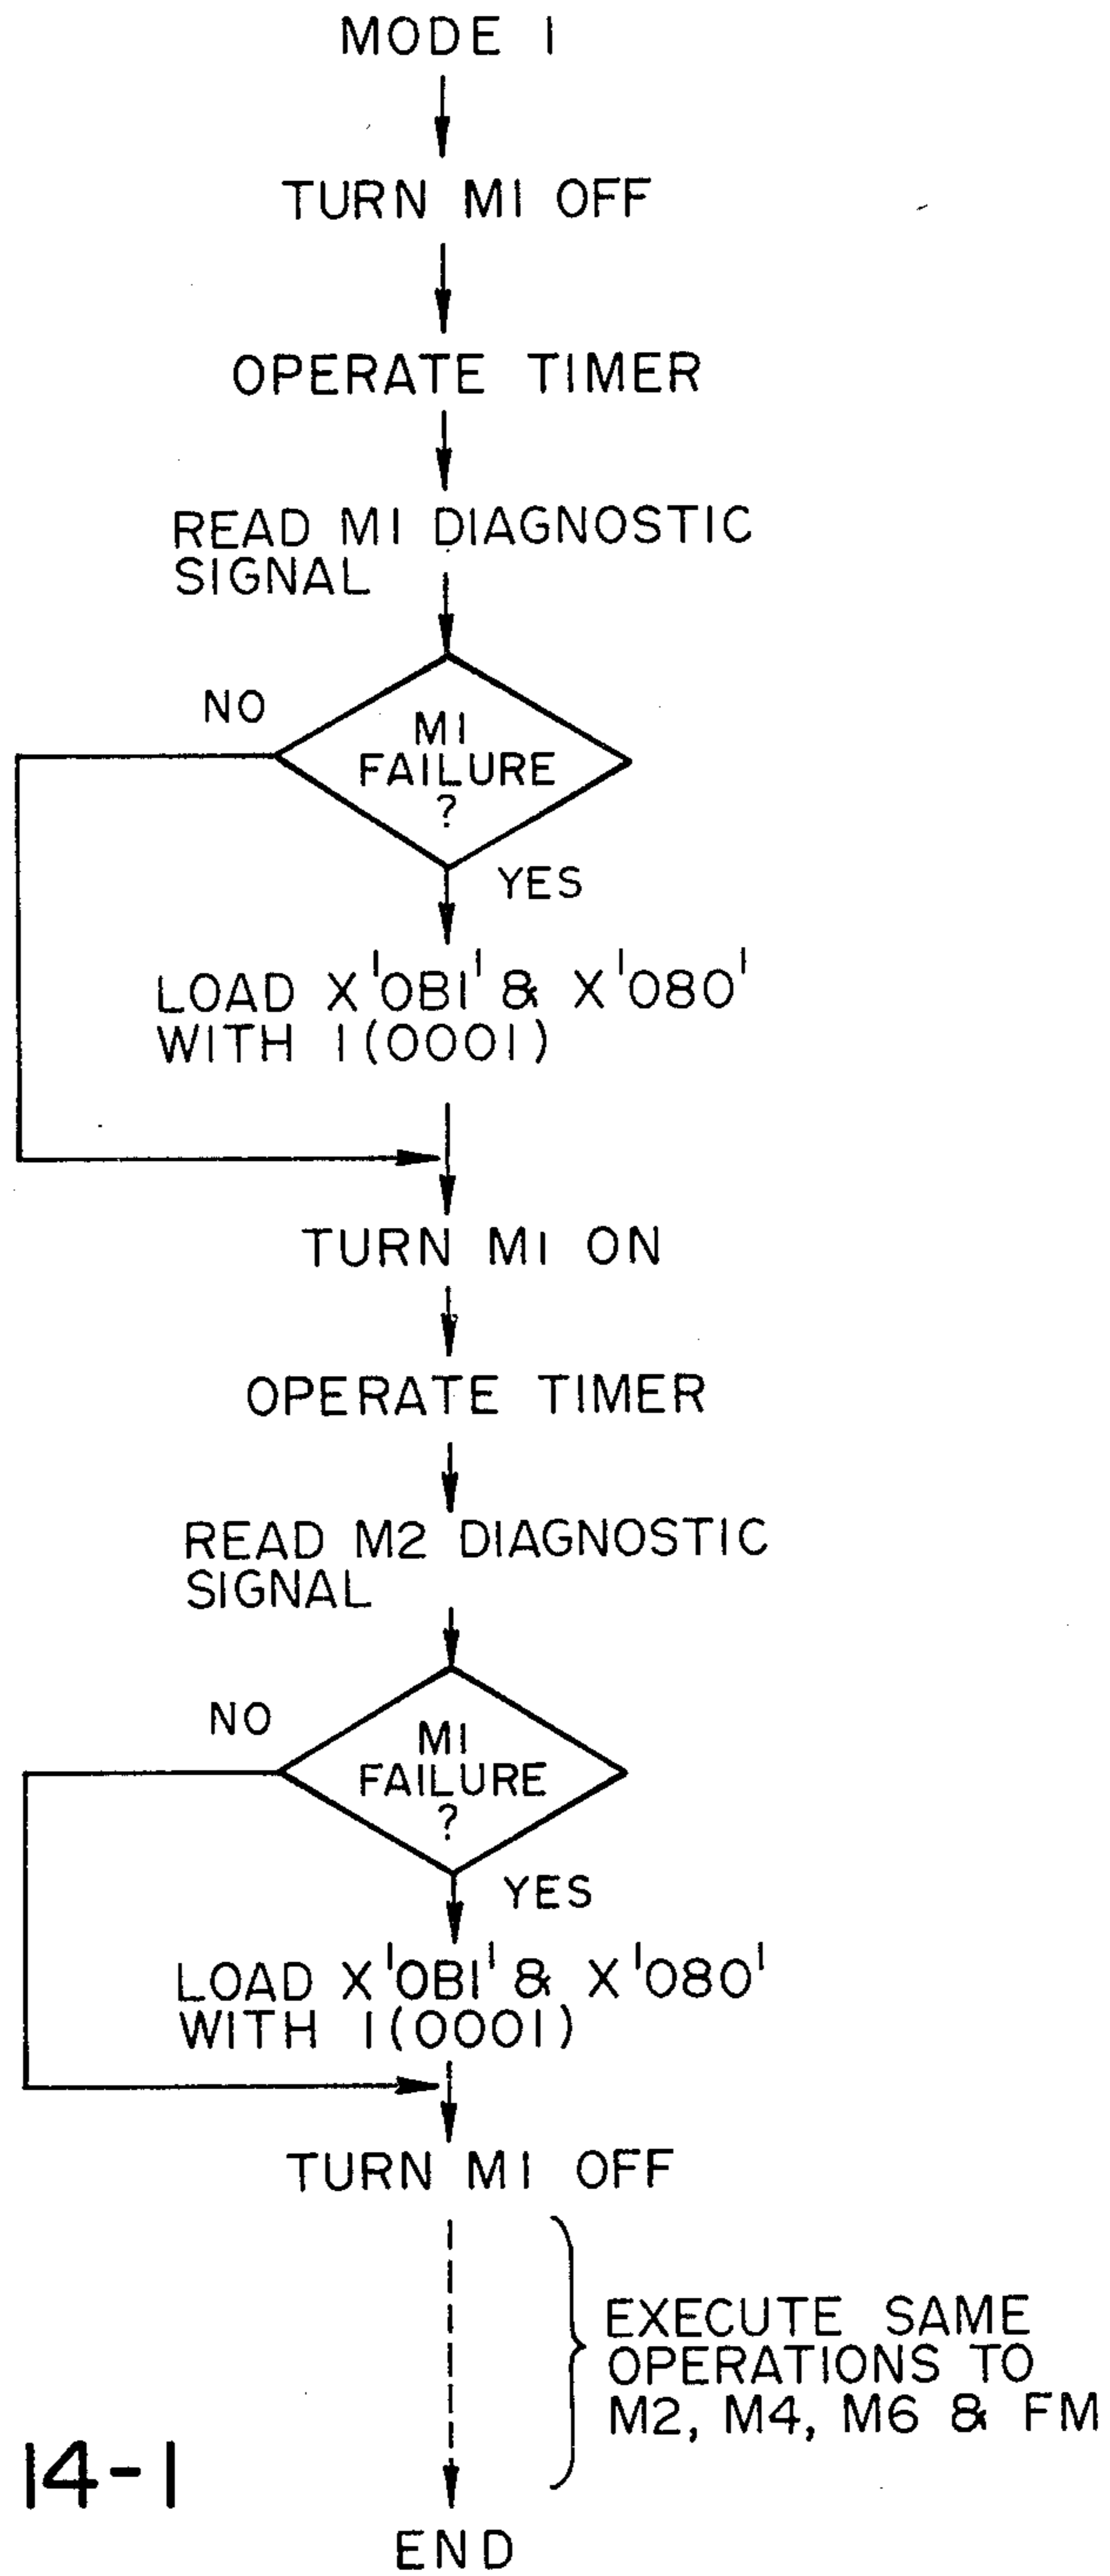 MODE 1
TURN M1 OFF
OPERATE TIMER
READ M1 DIAGNOSTIC
SIGNAL
NO
M1
FAILURE
?
YES
LOAD X'0B1' & X'080'
WITH 1(0001)
TURN M1 ON
OPERATE TIMER
READ M2 DIAGNOSTIC
SIGNAL
NO
M1
FAILURE
?
YES
LOAD X'0B1' & X'080'
WITH 1(0001)
TURN M1 OFF
EXECUTE SAME
OPERATIONS TO
M2, M4, M6 & FM
14-1
END